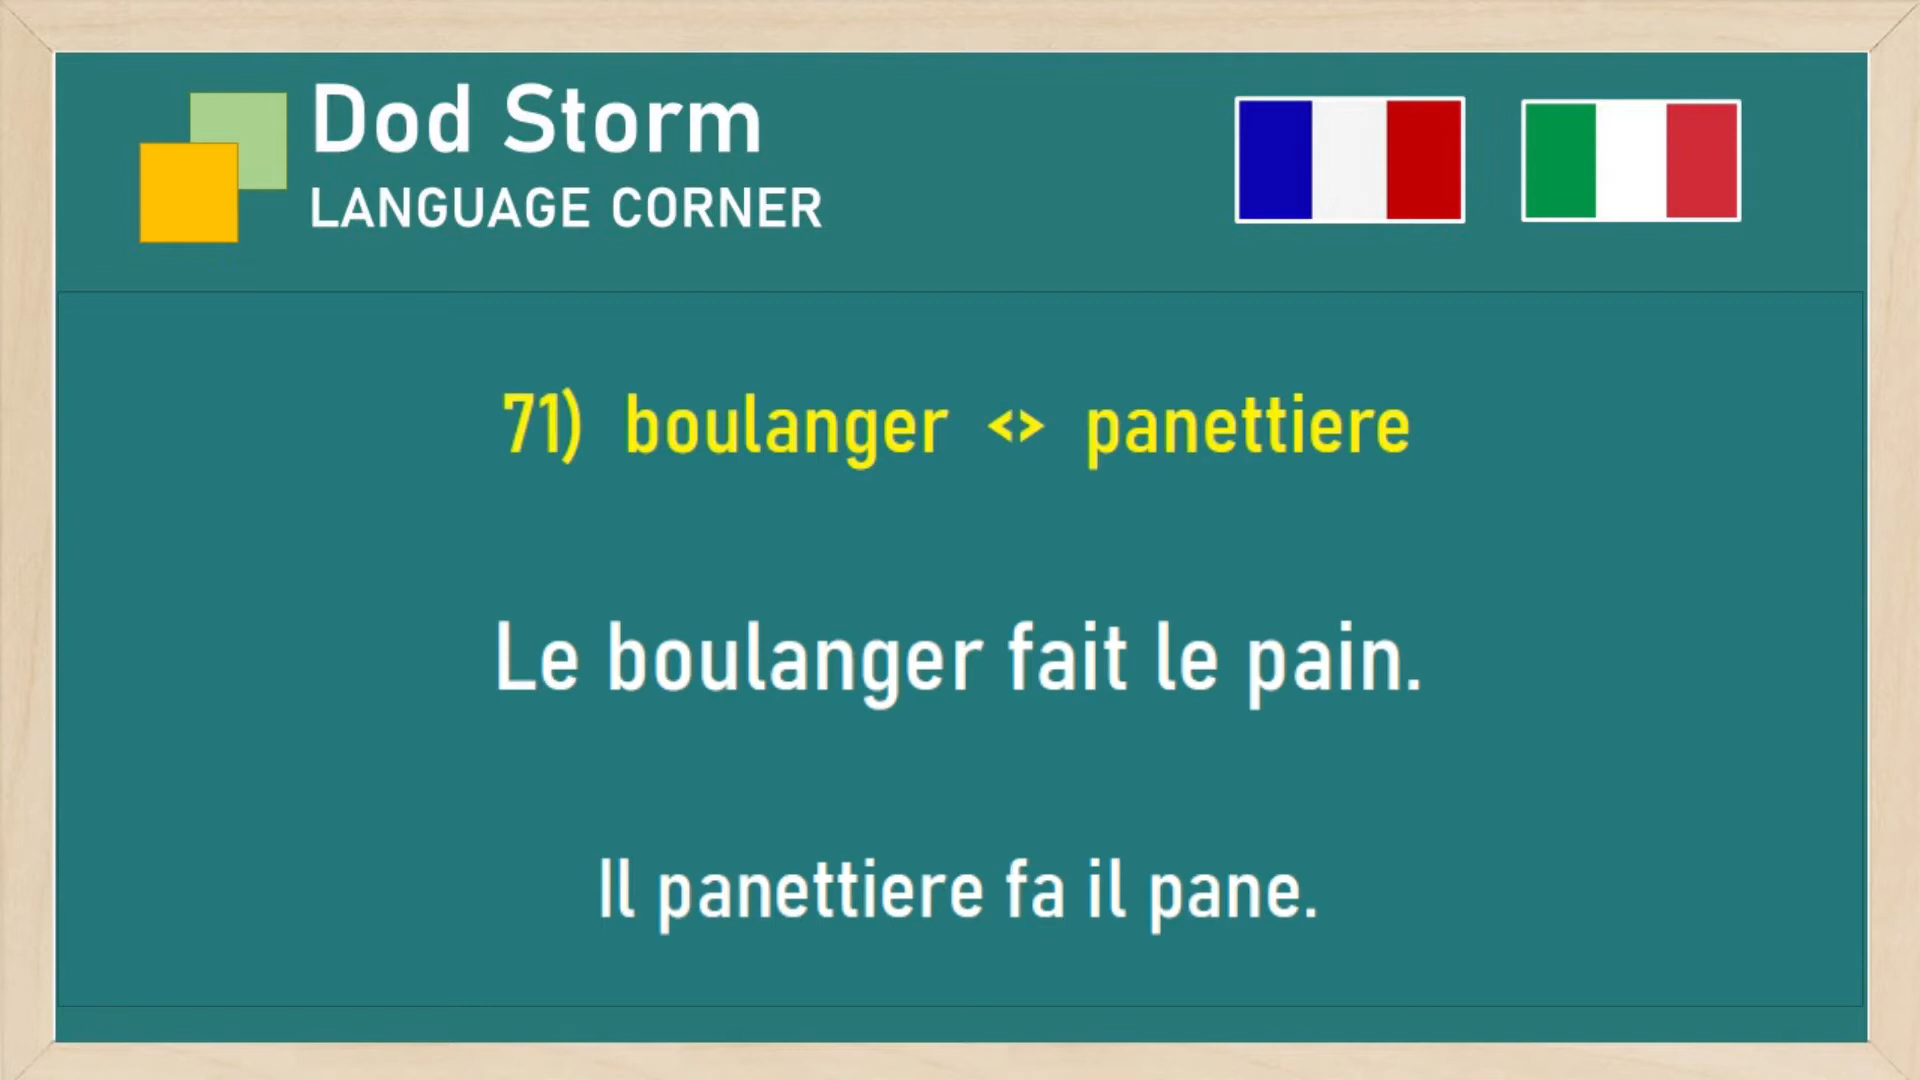 Dod Storm
LANGUAGE CORNER
71) boulanger <> panettiere
Le boulanger fait le pain.
Il panettiere fa il pane.